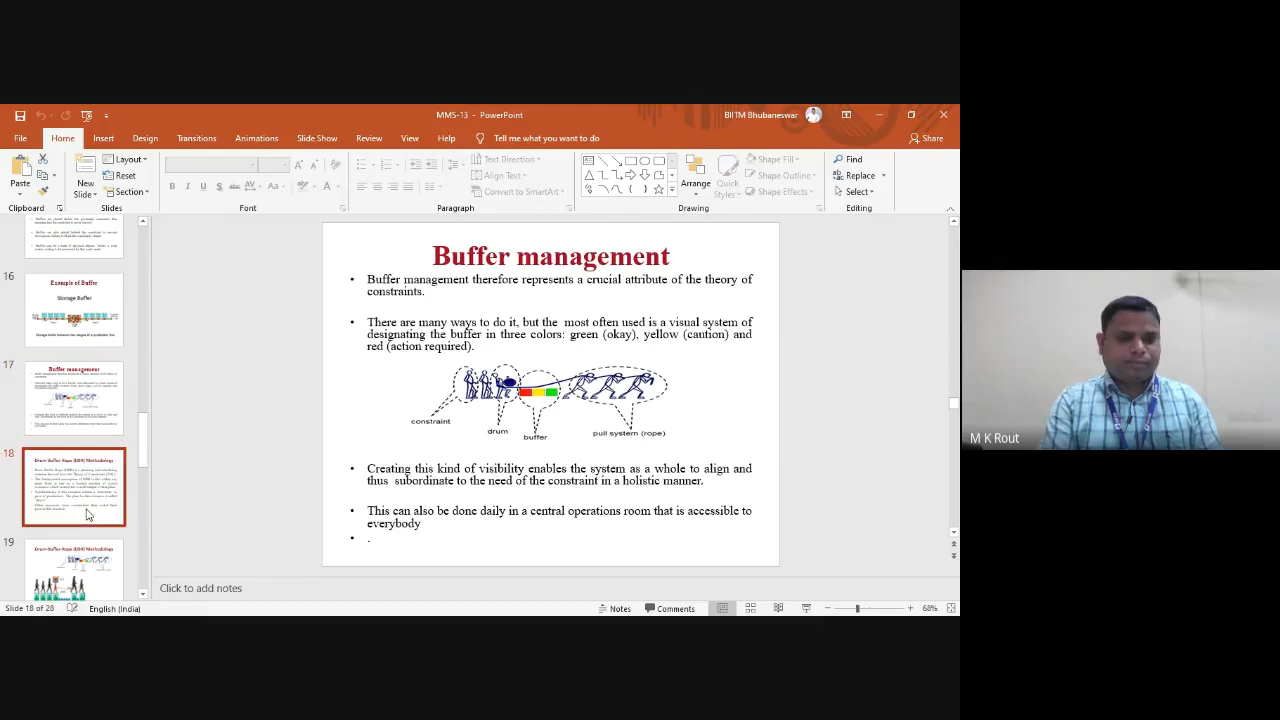 MMS-13 - PowerPoint
BIITM Bhubaneswar
File Home Insert Design Transitions Animations Slide Show Review View Help Tell me what you want to do Share
Paste
New
Slide
Layout
Reset
Section
Text Direction
Align Text
Convert to SmartArt
Arrange
Quick
Styles
Shape Fill
Shape Outline
Shape Effects
Find
Replace
Select
Clipboard Slides Font Paragraph Drawing Editing
16
Example of Buffer
Storage Buffer
Storage buffer between two stages of a production line
17
Buffer management
18
Drum-Buffer-Rope (DBR) Methodology
19
Drum-Buffer-Rope (DBR) Methodology
Buffer management
• Buffer management therefore represents a crucial attribute of the theory of
constraints.
• There are many ways to do it, but the most often used is a visual system of
designating the buffer in three colors: green (okay), yellow (caution) and
red (action required).
constraint
drum
buffer
pull system (rope)
• Creating this kind of visibility enables the system as a whole to align and
thus subordinate to the need of the constraint in a holistic manner.
• This can also be done daily in a central operations room that is accessible to
everybody
• .
Click to add notes
Slide 18 of 28 English (India) Notes Comments 68%
M K Rout